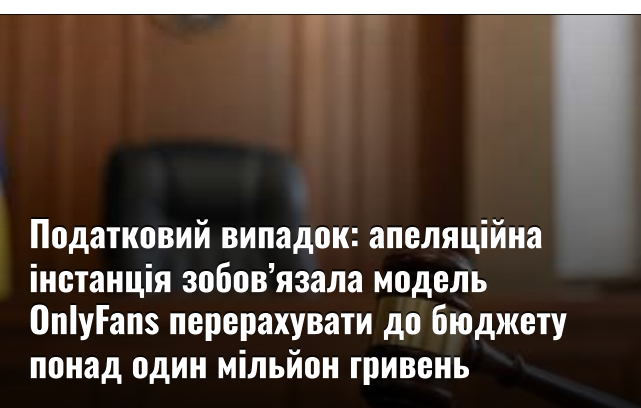 Податковий випадок: апеляційна
інстанція зобов’язала модель
OnlyFans перерахувати до бюджету
понад один мільйон гривень